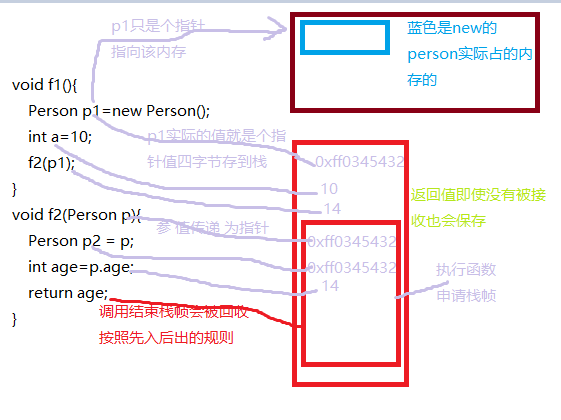 p1只是个指针
指向该内存
蓝色是new的
person实际占的内
存的
void f1(){
Person p1=new Person();
int a=10;
f2(p1);
}
void f2(Person p){
Person p2 = p;
int age=p.age;
return age;
}
p1实际的值就是个指
针值四字节存到栈
0xff0345432
10
14
返回值即使没有被接
收也会保存
参 值传递 为指针
0xff0345432
0xff0345432
14
执行函数
申请栈帧
调用结束栈帧会被回收
按照先入后出的规则